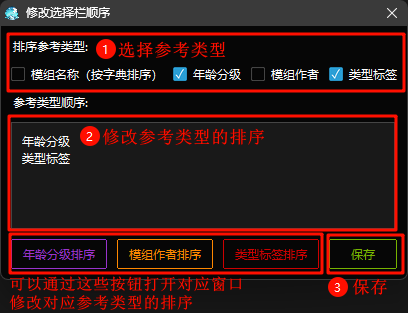 修改选择栏顺序
排序参考类型: 1 选择参考类型
模组名称（按字典排序） 年龄分级 模组作者 类型标签
参考类型顺序:
年龄分级
2 修改参考类型的排序
类型标签
年龄分级排序 模组作者排序 类型标签排序 保存
可以通过这些按钮打开对应窗口
3 保存
修改对应参考类型的排序